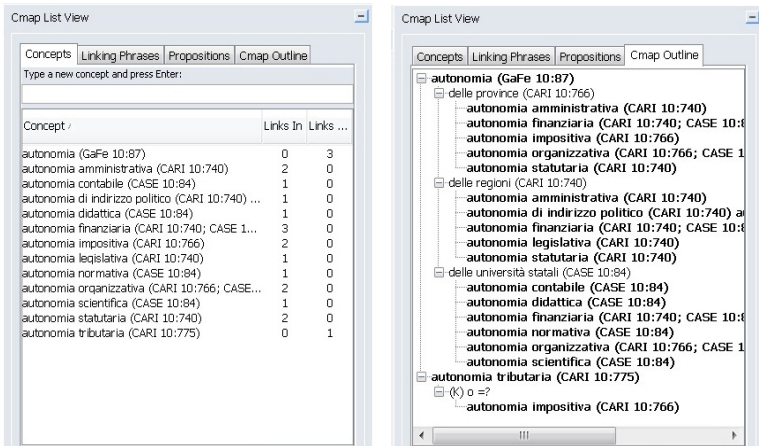 Cmap List View
Concepts Linking Phrases Propositions Cmap Outline
Type a new concept and press Enter:
Concept Links In Links ...
autonomia (GaFe 10:87) 0 3
autonomia amministrativa (CARI 10:740) 2 0
autonomia contabile (CASE 10:84) 1 0
autonomia di indirizzo politico (CARI 10:740) ... 1 0
autonomia didattica (CASE 10:84) 1 0
autonomia finanziaria (CARI 10:740; CASE 1... 3 0
autonomia impositiva (CARI 10:766) 2 0
autonomia legislativa (CARI 10:740) 1 0
autonomia normativa (CASE 10:84) 1 0
autonomia organizzativa (CARI 10:766; CASE... 2 0
autonomia scientifica (CASE 10:84) 1 0
autonomia statutaria (CARI 10:740) 2 0
autonomia tributaria (CARI 10:775) 0 1
Cmap List View
Concepts Linking Phrases Propositions Cmap Outline
autonomia (GaFe 10:87)
delle province (CARI 10:766)
autonomia amministrativa (CARI 10:740)
autonomia finanziaria (CARI 10:740; CASE 10:8
autonomia impositiva (CARI 10:766)
autonomia organizzativa (CARI 10:766; CASE 1
autonomia statutaria (CARI 10:740)
delle regioni (CARI 10:740)
autonomia amministrativa (CARI 10:740)
autonomia di indirizzo politico (CARI 10:740) a
autonomia finanziaria (CARI 10:740; CASE 10:8
autonomia legislativa (CARI 10:740)
autonomia statutaria (CARI 10:740)
delle università statali (CASE 10:84)
autonomia contabile (CASE 10:84)
autonomia didattica (CASE 10:84)
autonomia finanziaria (CARI 10:740; CASE 10:8
autonomia normativa (CASE 10:84)
autonomia organizzativa (CARI 10:766; CASE 1
autonomia scientifica (CASE 10:84)
autonomia tributaria (CARI 10:775)
(K) o =?
autonomia impositiva (CARI 10:766)